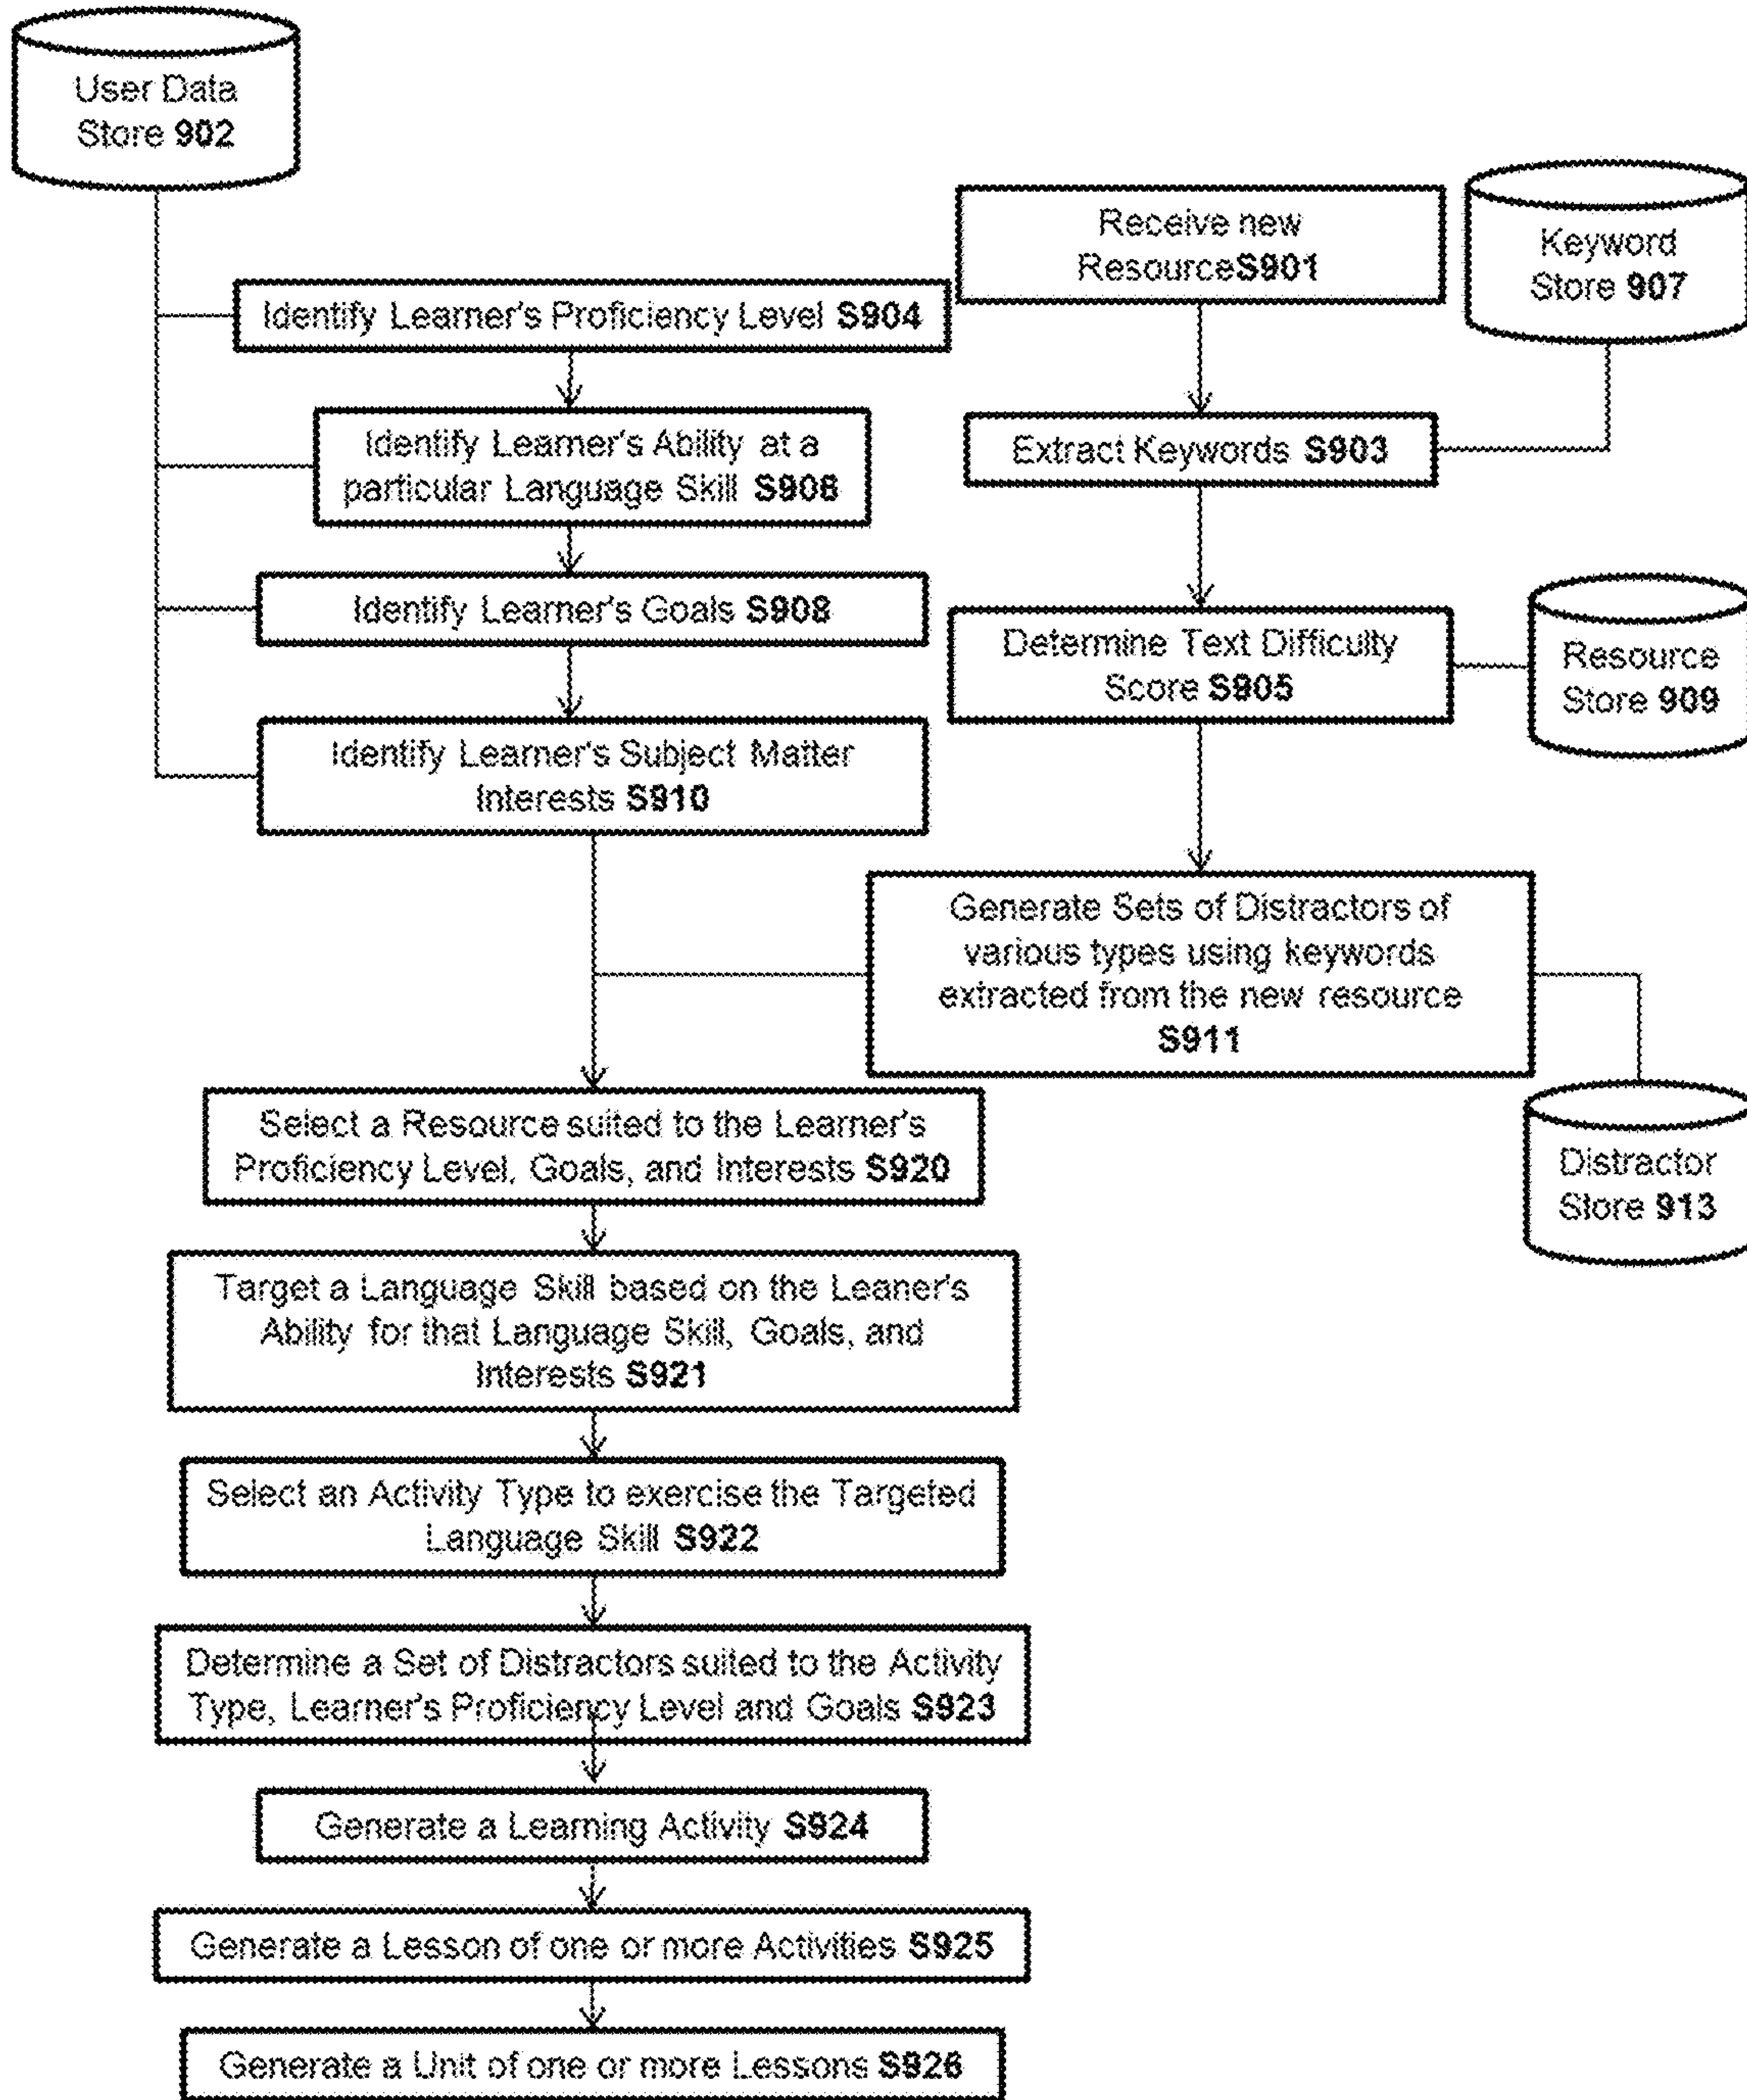 User Data
Store 902
Receive new
ResourceS901
Keyword
Store 907
Identify Learner's Proficiency Level S904
Extract Keywords S903
Identify Learner's Ability at a
particular Language Skill S906
Identify Learner's Goals S908
Determine Text Difficulty
Score S905
Resource
Store 909
Identify Learner's Subject Matter
Interests S910
Generate Sets of Distractors of
various types using keywords
extracted from the new resource
S911
Select a Resource suited to the Learner's
Proficiency Level, Goals, and Interests S920
Distractor
Store 913
Target a Language Skill based on the Leaner's
Ability for that Language Skill, Goals, and
Interests S921
Select an Activity Type to exercise the Targeted
Language Skill S922
Determine a Set of Distractors suited to the Activity
Type, Learner's Proficiency Level and Goals S923
Generate a Learning Activity S924
Generate a Lesson of one or more Activities S925
Generate a Unit of one or more Lessons S926